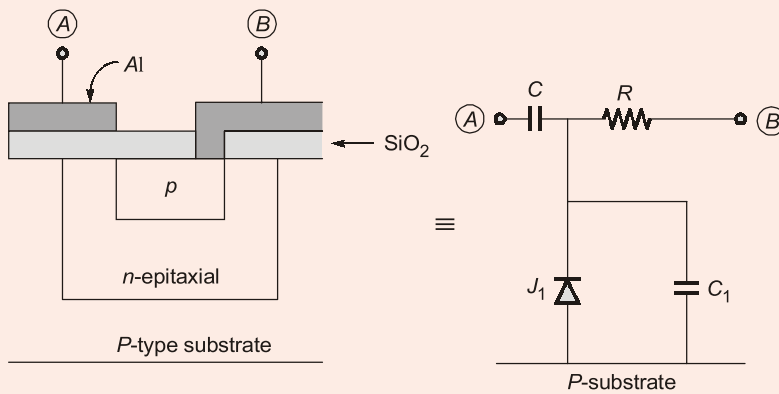 A
B
Al
SiO2
p
n-epitaxial
P-type substrate
≡
C
R
A
B
J1
C1
P-substrate